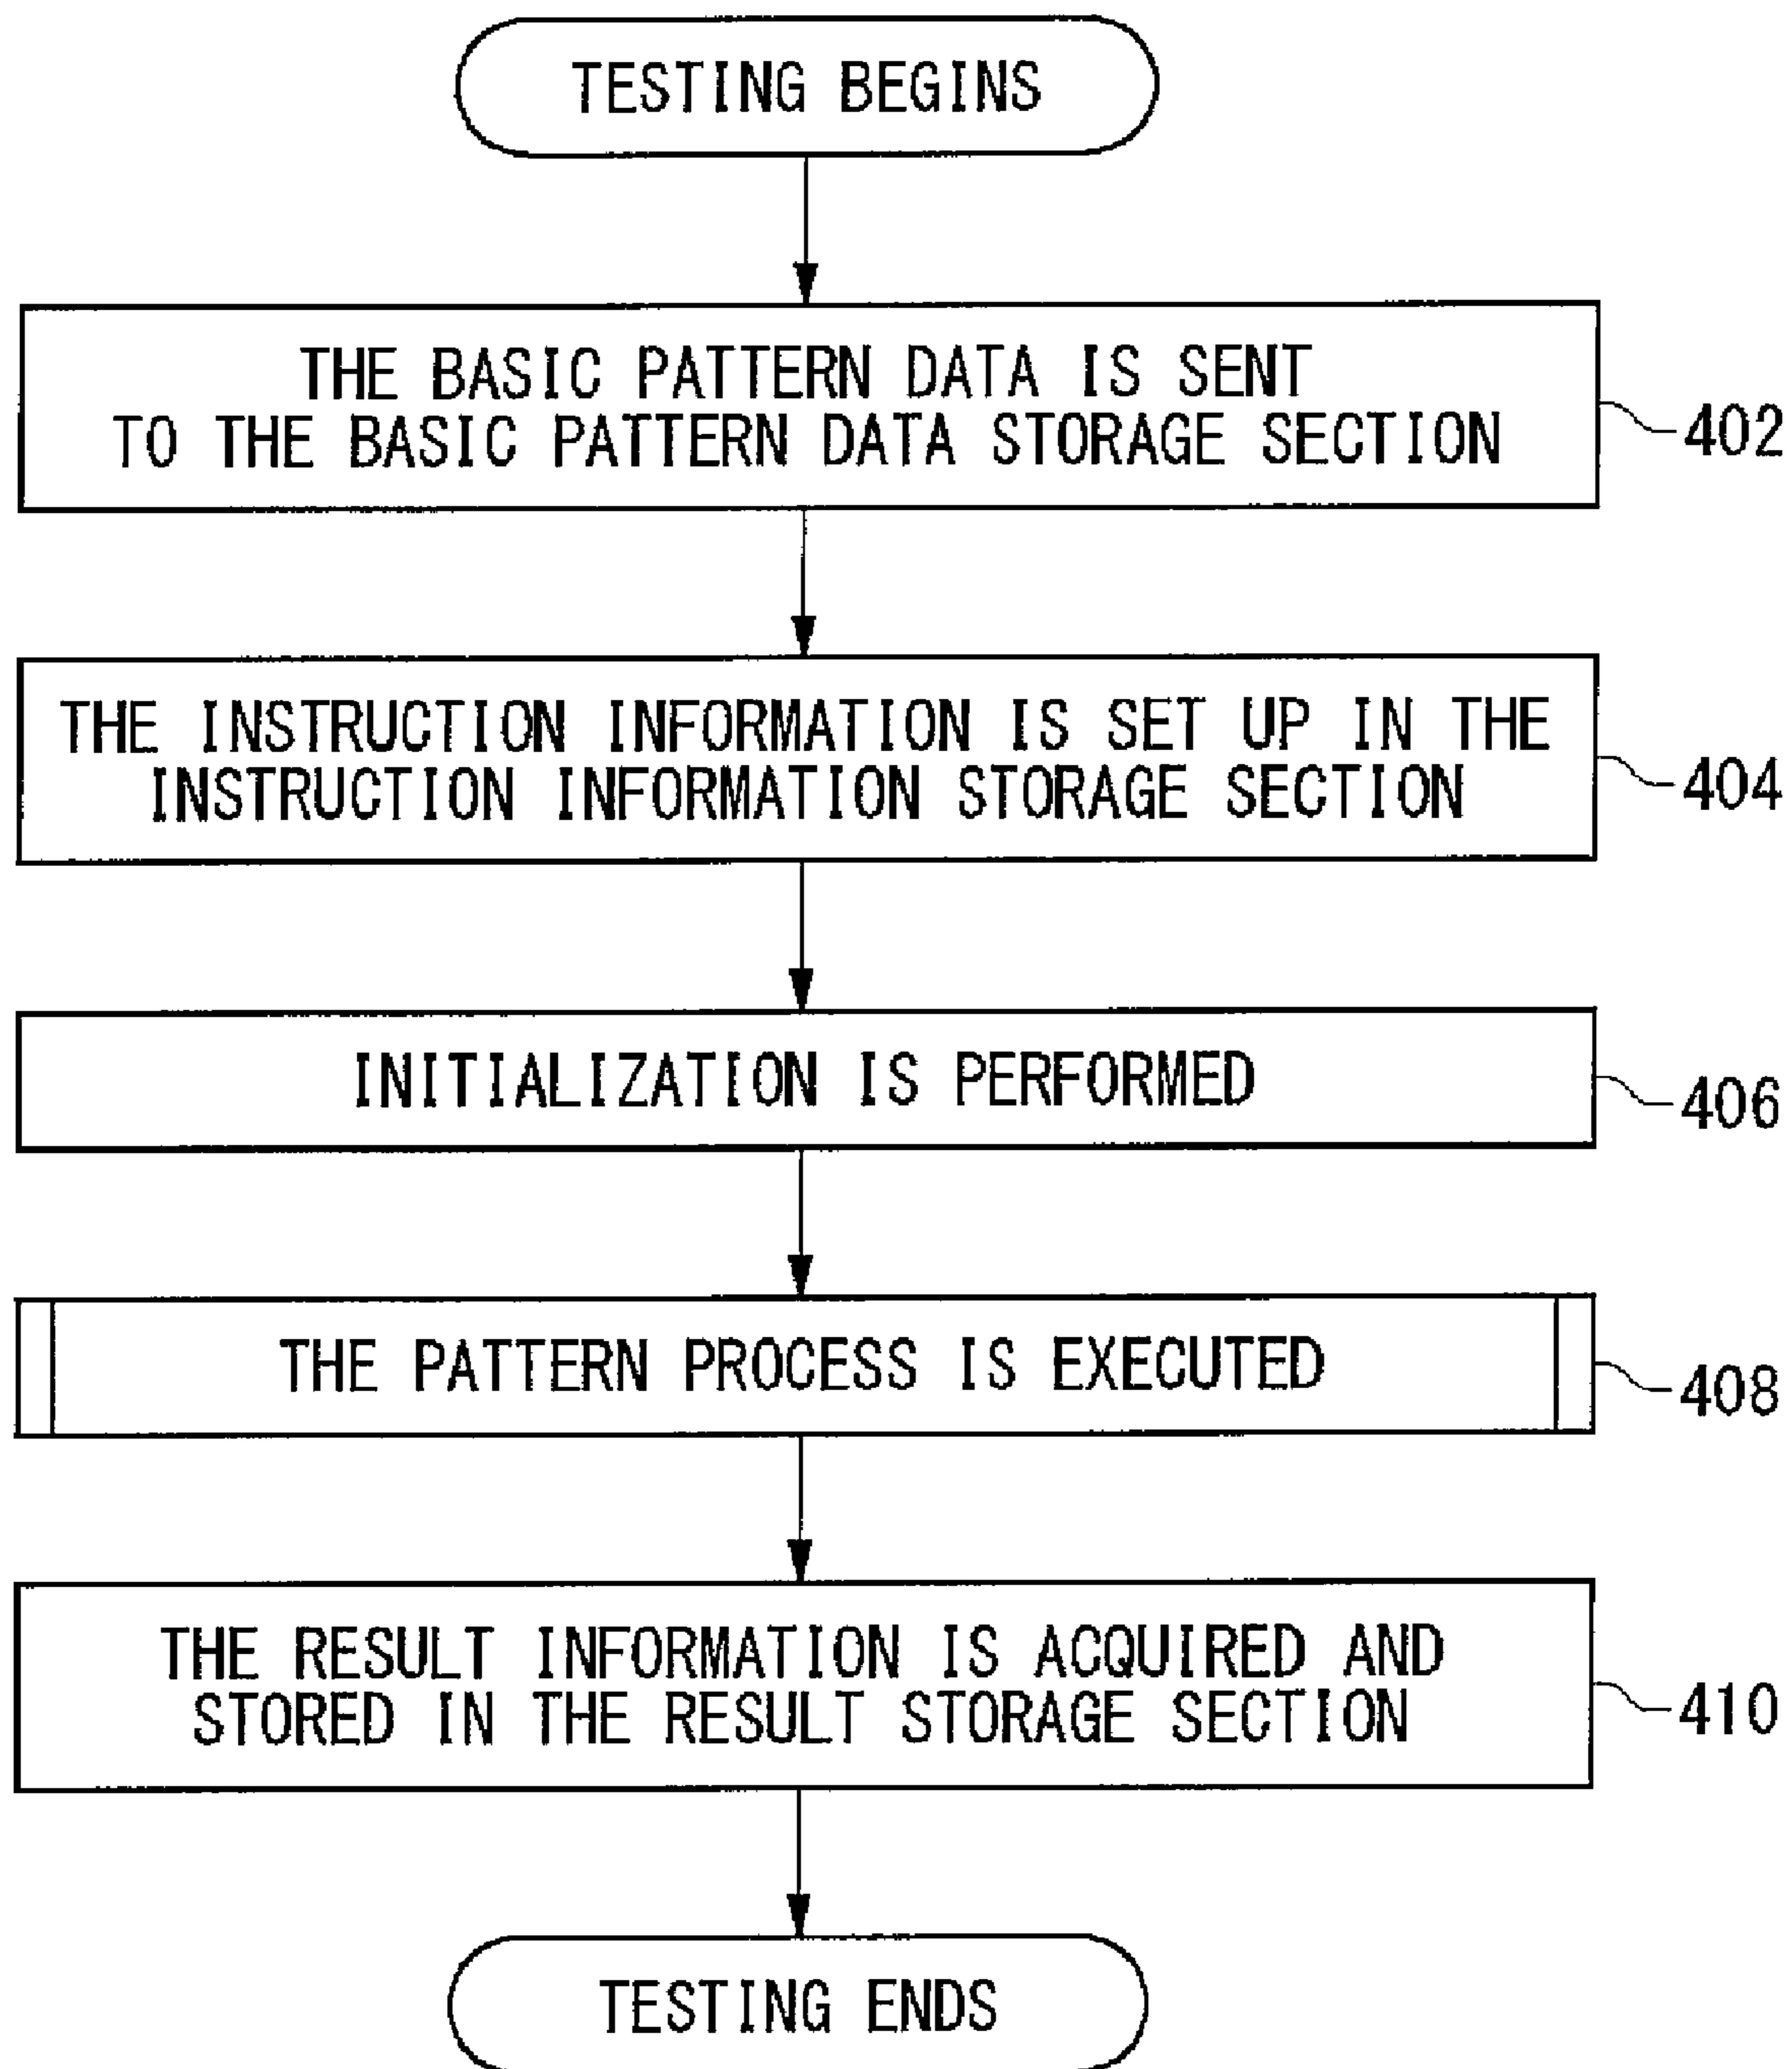 TESTING BEGINS
THE BASIC PATTERN DATA IS SENT
TO THE BASIC PATTERN DATA STORAGE SECTION
402
THE INSTRUCTION INFORMATION IS SET UP IN THE
INSTRUCTION INFORMATION STORAGE SECTION
404
INITIALIZATION IS PERFORMED
406
THE PATTERN PROCESS IS EXECUTED
408
THE RESULT INFORMATION IS ACQUIRED AND
STORED IN THE RESULT STORAGE SECTION
410
TESTING ENDS